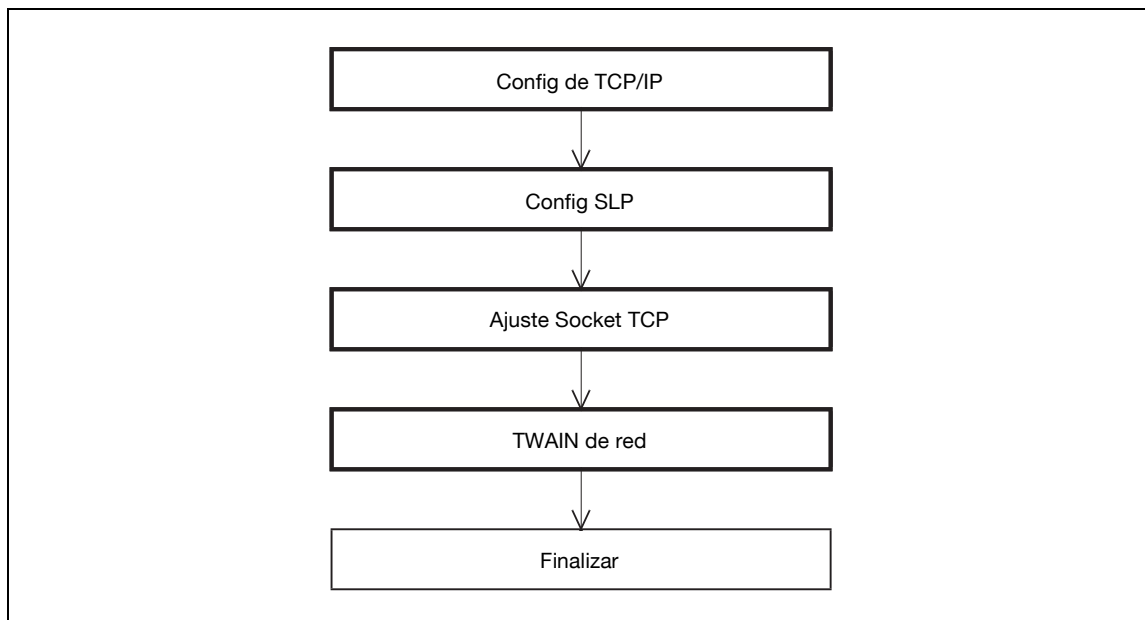 Config de TCP/IP
Config SLP
Ajuste Socket TCP
TWAIN de red
Finalizar